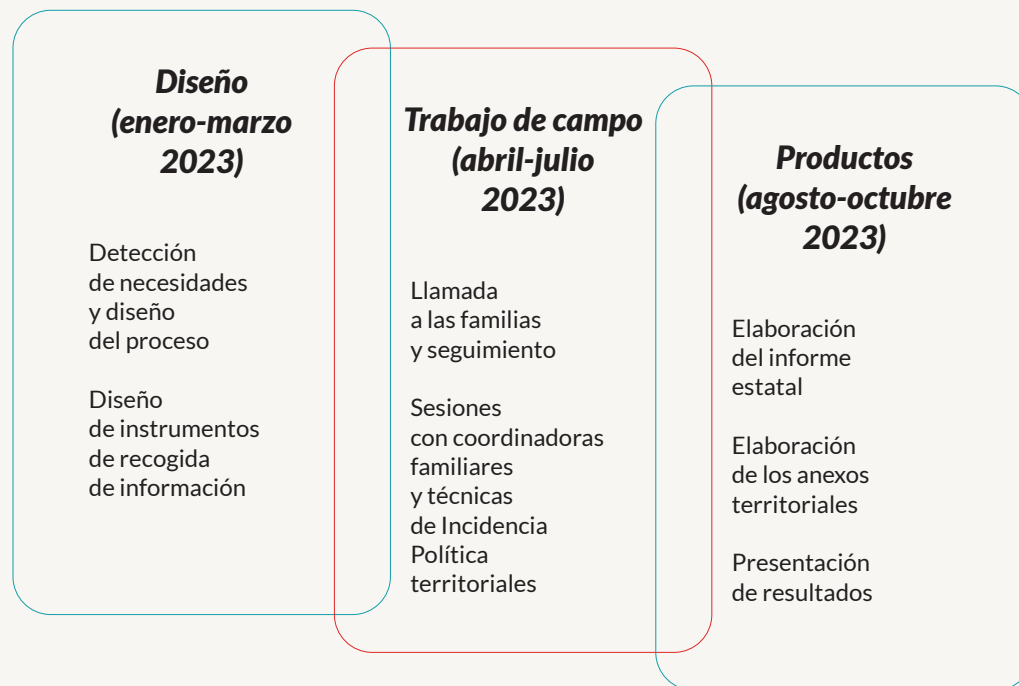 Diseño
(enero-marzo
2023)
Detección
de necesidades
y diseño
del proceso
Diseño
de instrumentos
de recogida
de información
Trabajo de campo
(abril-julio
2023)
Llamada
a las familias
y seguimiento
Sesiones
con coordinadoras
familiares
y técnicas
de Incidencia
Política
territoriales
Productos
(agosto-octubre
2023)
Elaboración
del informe
estatal
Elaboración
de los anexos
territoriales
Presentación
de resultados